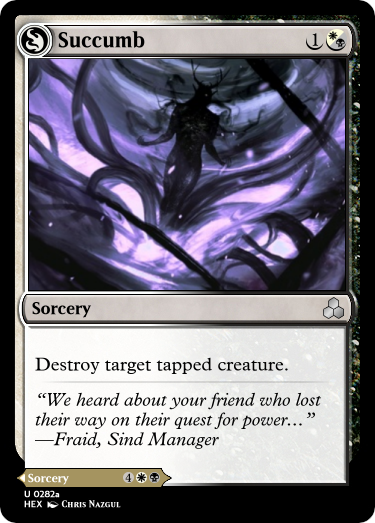 Succumb 1
Sorcery
Destroy target tapped creature.
“We heard about your friend who lost
their way on their quest for power…”
—Fraid, Sind Manager
Sorcery 4
U 0282a
HEX Chris Nazgul